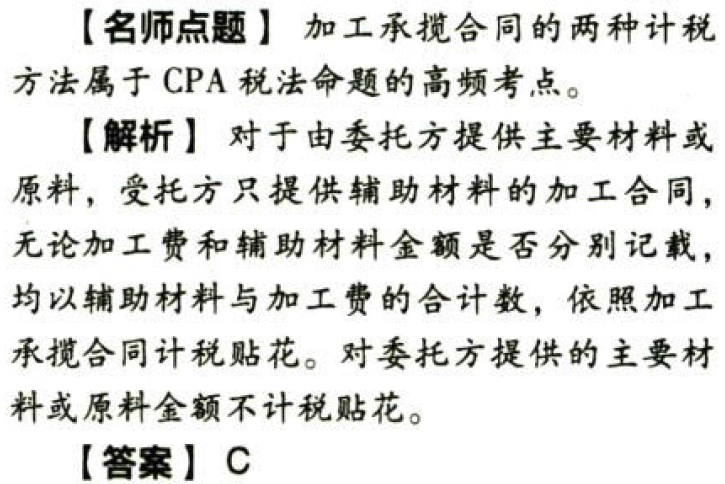 【名师点题】 加工承揽合同的两种计税
方法属于 CPA 税法命题的高频考点。
【解析】 对于由委托方提供主要材料或
原料，受托方只提供辅助材料的加工合同，
无论加工费和辅助材料金额是否分别记载，
均以辅助材料与加工费的合计数，依照加工
承揽合同计税贴花。对委托方提供的主要材
料或原料金额不计税贴花。
【答案】 C